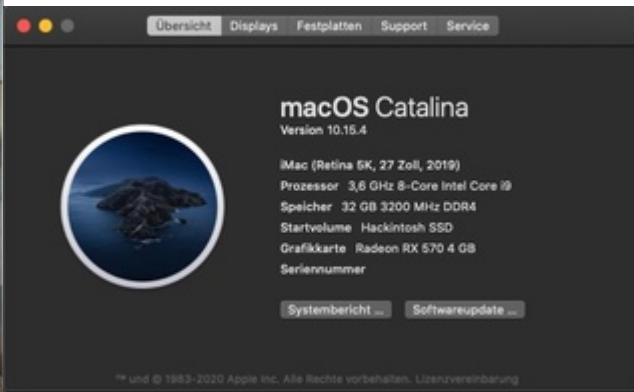 Übersicht Displays Festplatten Support Service
macOS Catalina
Version 10.15.4
iMac (Retina 5K, 27 Zoll, 2019)
Prozessor 3,6 GHz 8-Core Intel Core i9
Speicher 32 GB 3200 MHz DDR4
Startvolume Hackintosh SSD
Grafikkarte Radeon RX 570 4 GB
Seriennummer
Systembericht ... Softwareupdate ...
™ und © 1983-2020 Apple Inc. Alle Rechte vorbehalten. Lizenzvereinbarung